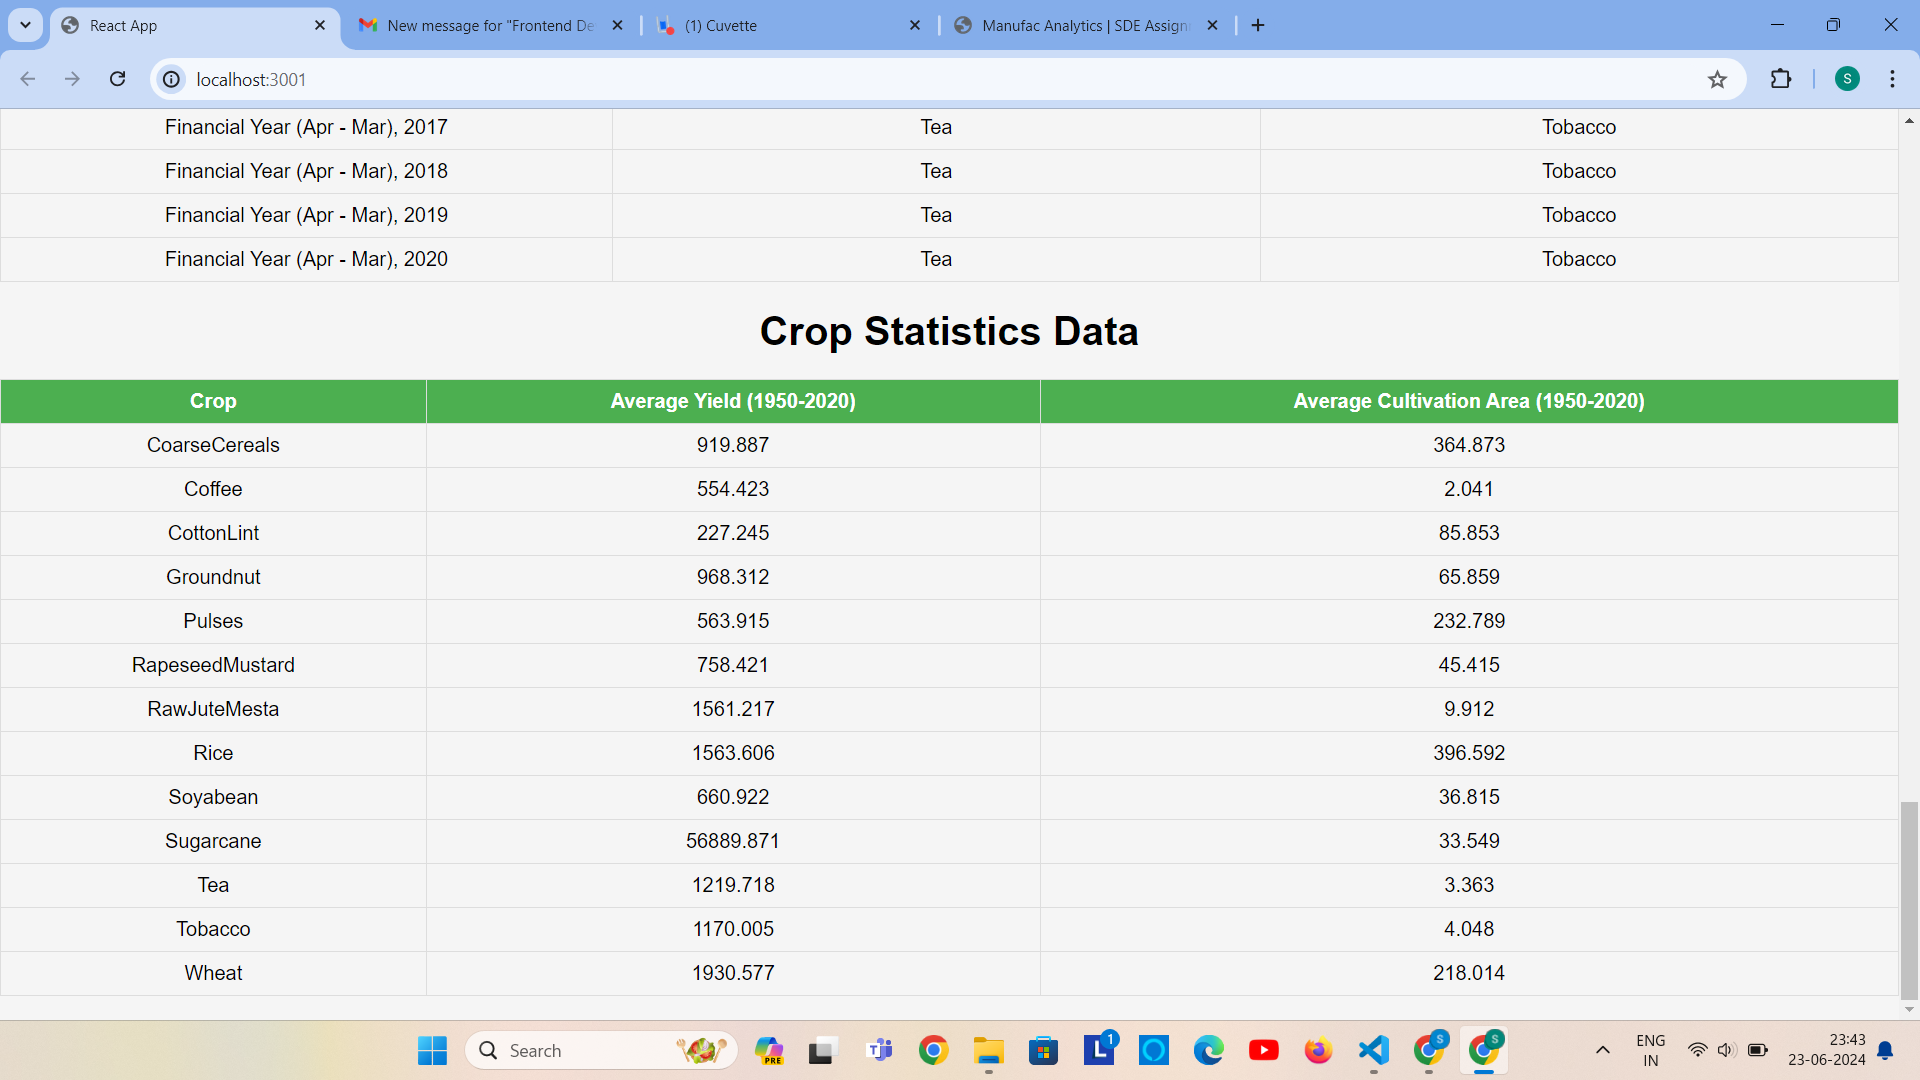 React App
New message for "Frontend De
(1) Cuvette
Manufac Analytics | SDE Assign
localhost:3001
S
Financial Year (Apr - Mar), 2017 Tea Tobacco
Financial Year (Apr - Mar), 2018 Tea Tobacco
Financial Year (Apr - Mar), 2019 Tea Tobacco
Financial Year (Apr - Mar), 2020 Tea Tobacco
Crop Statistics Data
Crop Average Yield (1950-2020) Average Cultivation Area (1950-2020)
CoarseCereals 919.887 364.873
Coffee 554.423 2.041
CottonLint 227.245 85.853
Groundnut 968.312 65.859
Pulses 563.915 232.789
RapeseedMustard 758.421 45.415
RawJuteMesta 1561.217 9.912
Rice 1563.606 396.592
Soyabean 660.922 36.815
Sugarcane 56889.871 33.549
Tea 1219.718 3.363
Tobacco 1170.005 4.048
Wheat 1930.577 218.014
Search
PRE
L
1
S
S
ENG
IN
23:43
23-06-2024